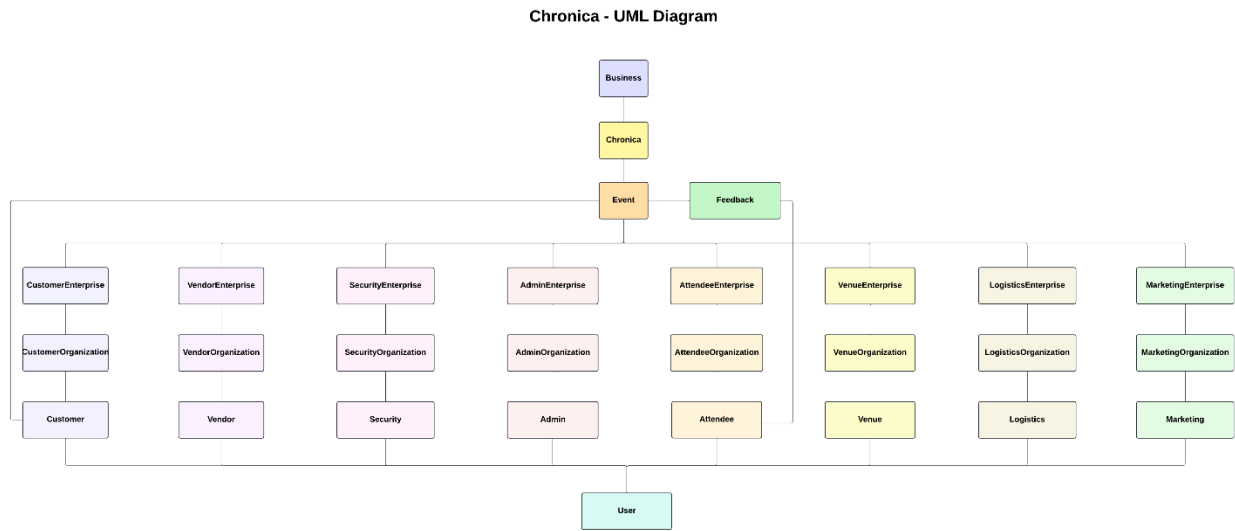 Chronica - UML Diagram
Business
Chronica
Event
Feedback
CustomerEnterprise
VendorEnterprise
SecurityEnterprise
AdminEnterprise
AttendeeEnterprise
VenueEnterprise
LogisticsEnterprise
MarketingEnterprise
CustomerOrganization
VendorOrganization
SecurityOrganization
AdminOrganization
AttendeeOrganization
VenueOrganization
LogisticsOrganization
MarketingOrganization
Customer
Vendor
Security
Admin
Attendee
Venue
Logistics
Marketing
User